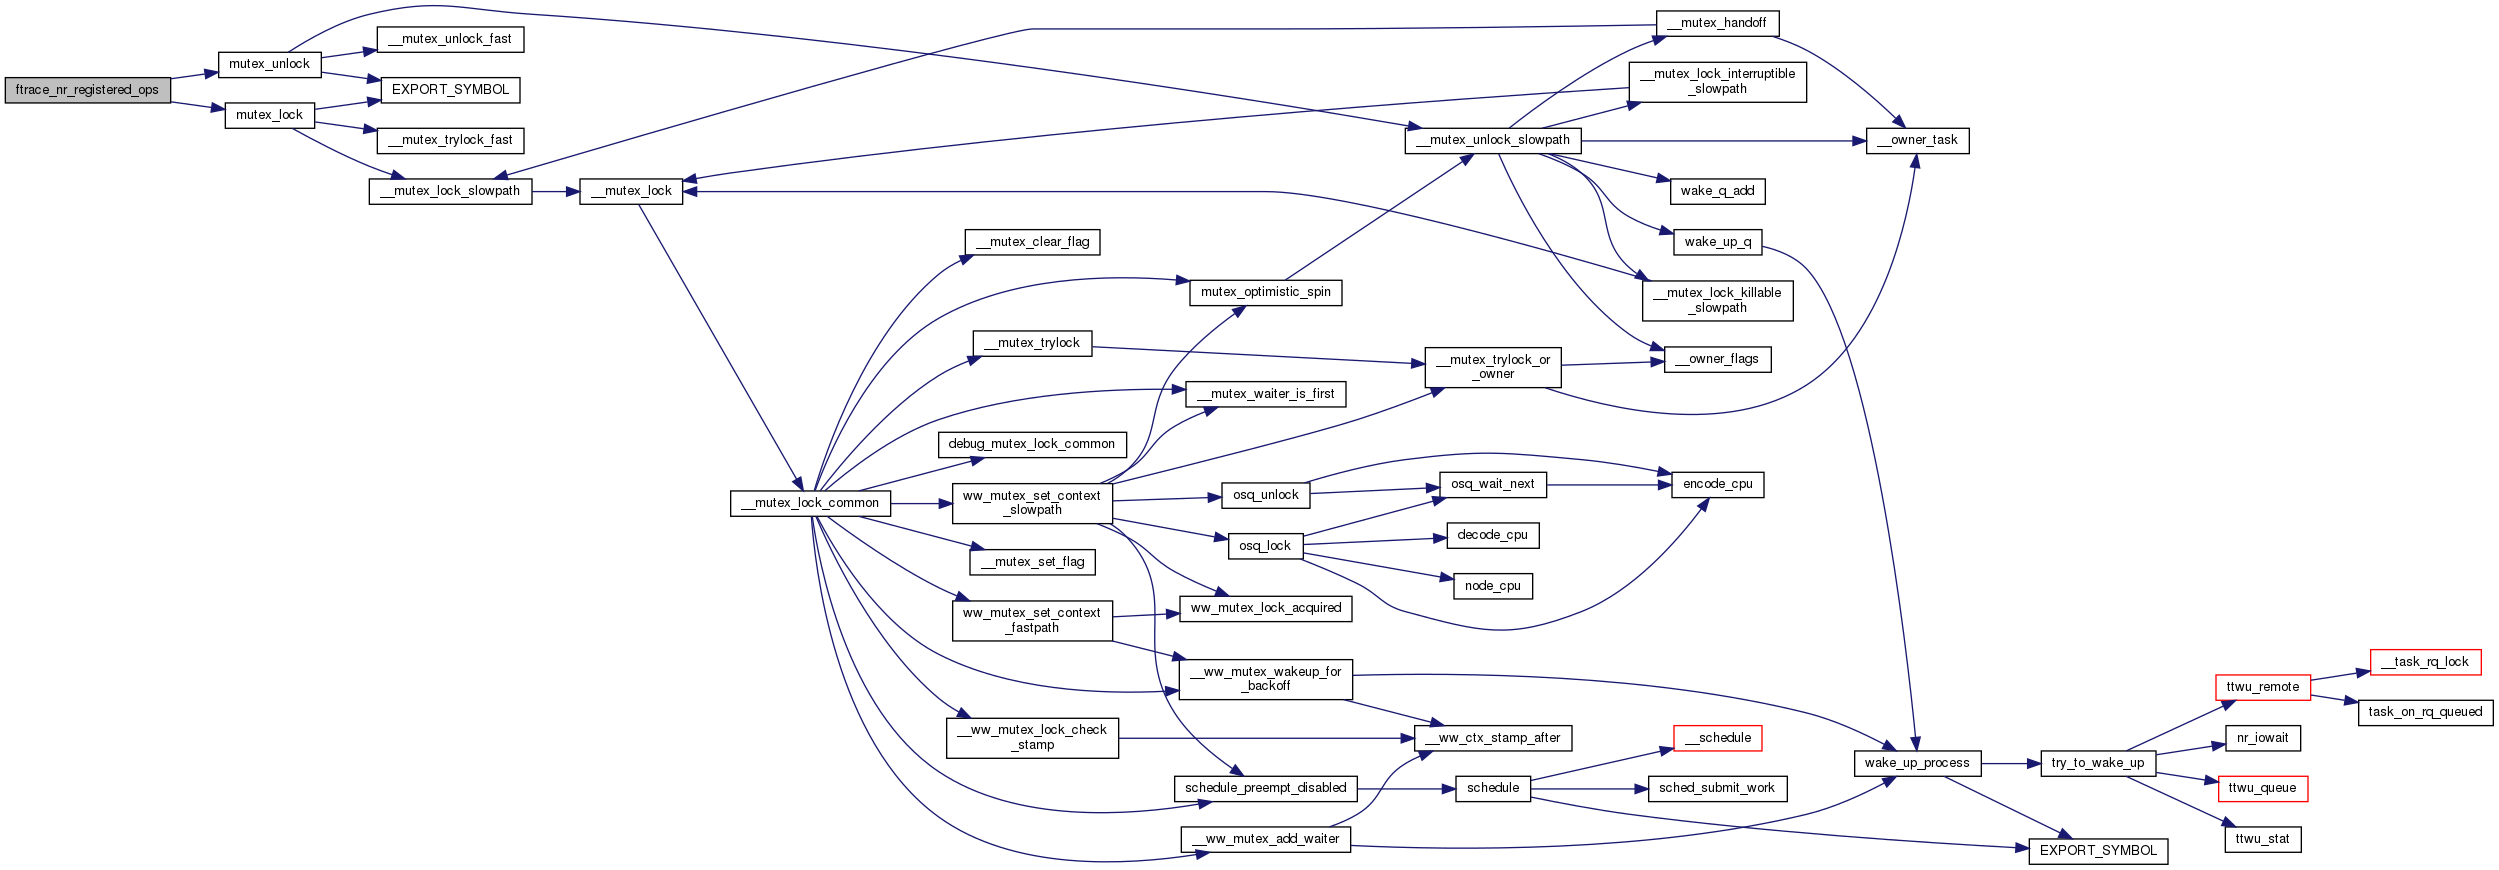 ftrace_nr_registered_ops
mutex_unlock
mutex_lock
__mutex_unlock_fast
EXPORT_SYMBOL
__mutex_trylock_fast
__mutex_lock_slowpath
__mutex_lock
__mutex_lock_common
__mutex_clear_flag
__mutex_trylock
debug_mutex_lock_common
ww_mutex_set_context
_slowpath
__mutex_set_flag
ww_mutex_set_context
_fastpath
__ww_mutex_lock_check
_stamp
mutex_optimistic_spin
__mutex_waiter_is_first
osq_unlock
osq_lock
ww_mutex_lock_acquired
__ww_mutex_wakeup_for
_backoff
schedule_preempt_disabled
__ww_mutex_add_waiter
__mutex_unlock_slowpath
__mutex_trylock_or
_owner
osq_wait_next
decode_cpu
node_cpu
__ww_ctx_stamp_after
schedule
__mutex_handoff
__mutex_lock_interruptible
_slowpath
wake_q_add
wake_up_q
__mutex_lock_killable
_slowpath
__owner_flags
encode_cpu
__schedule
sched_submit_work
__owner_task
wake_up_process
try_to_wake_up
EXPORT_SYMBOL
ttwu_remote
nr_iowait
ttwu_queue
ttwu_stat
__task_rq_lock
task_on_rq_queued